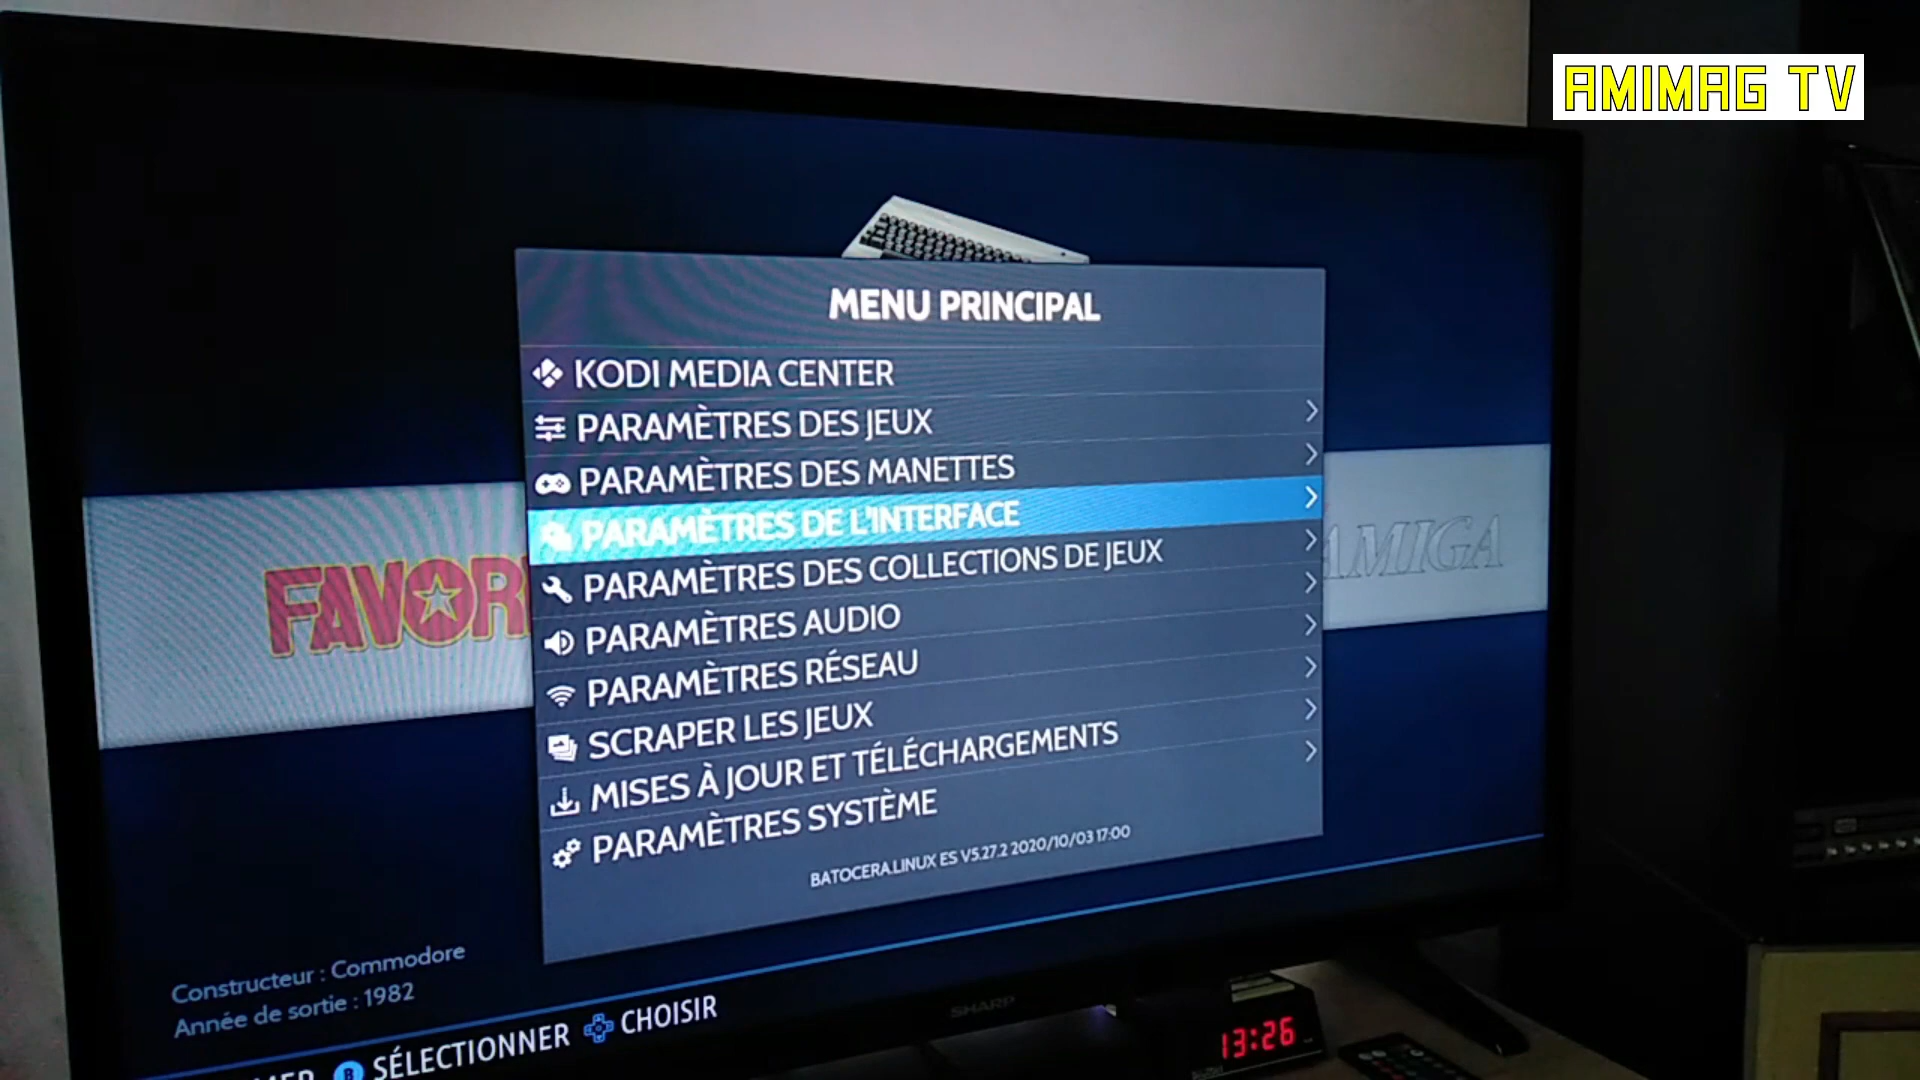 AMIMAG TV
MENU PRINCIPAL
KODI MEDIA CENTER
PARAMÈTRES DES JEUX
PARAMÈTRES DES MANETTES
PARAMÈTRES DE L'INTERFACE
PARAMÈTRES DES COLLECTIONS DE JEUX
PARAMÈTRES AUDIO
PARAMÈTRES RÉSEAU
SCRAPER LES JEUX
MISES À JOUR ET TÉLÉCHARGEMENTS
PARAMÈTRES SYSTÈME
BATOCERA.LINUX ES V5.27.2 2020/10/03 17:00
FAVOR
AMIGA
Constructeur : Commodore
Année de sortie : 1982
B SÉLECTIONNER CHOISIR
SHARP
13:26